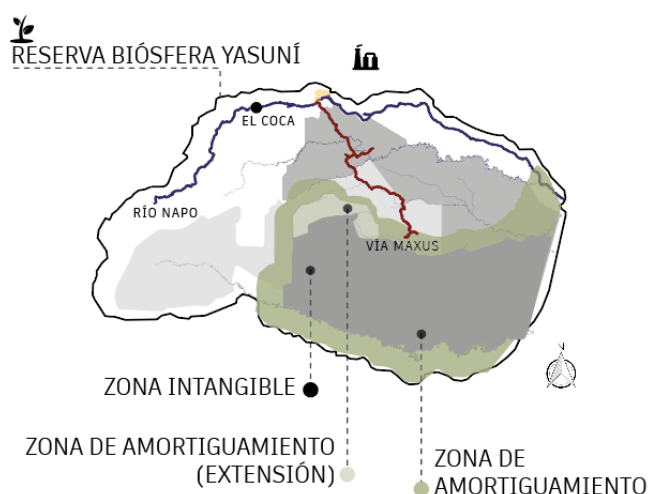 RESERVA BIÓSFERA YASUNÍ
EL COCA
RÍO NAPO
VÍA MAXUS
N
ZONA INTANGIBLE
ZONA DE AMORTIGUAMIENTO
(EXTENSIÓN)
ZONA DE
AMORTIGUAMIENTO